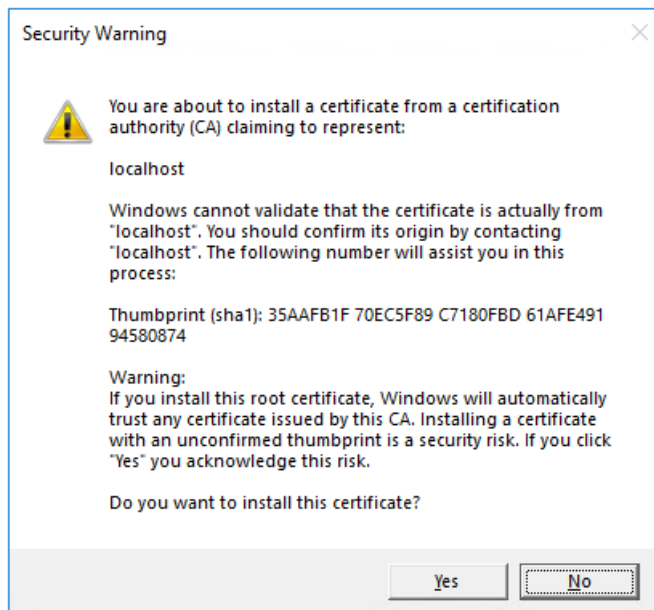 Security Warning
You are about to install a certificate from a certification
authority (CA) claiming to represent:
localhost
Windows cannot validate that the certificate is actually from
"localhost". You should confirm its origin by contacting
"localhost". The following number will assist you in this
process:
Thumbprint (sha1): 35AAFB1F 70EC5F89 C7180FBD 61AFE491
94580874
Warning:
If you install this root certificate, Windows will automatically
trust any certificate issued by this CA. Installing a certificate
with an unconfirmed thumbprint is a security risk. If you click
"Yes" you acknowledge this risk.
Do you want to install this certificate?
Yes No